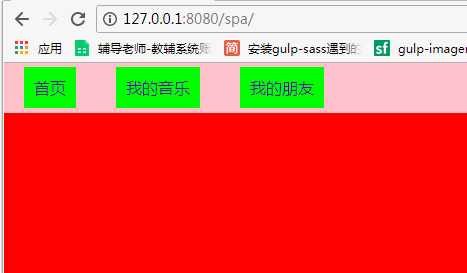 127.0.0.1:8080/spa/
应用 辅导老师-教辅系统账 简 安装gulp-sass遇到的 sf gulp-imager
首页 我的音乐 我的朋友